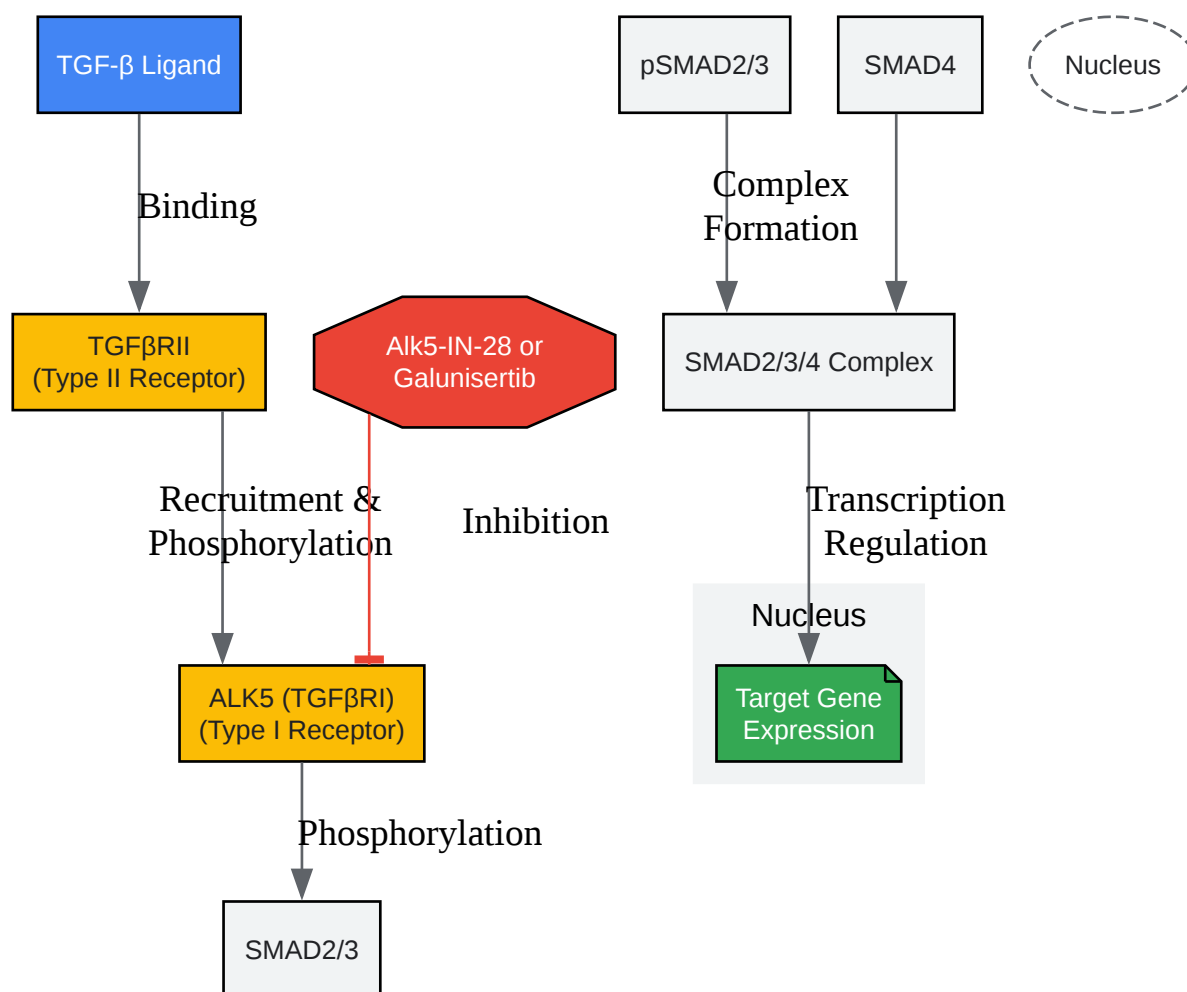 TGF-β Ligand
pSMAD2/3
SMAD4
Nucleus
Binding
Complex
Formation
TGFβRII
(Type II Receptor)
Alk5-IN-28 or
Galunisertib
SMAD2/3/4 Complex
Recruitment &
Phosphorylation
Inhibition
Transcription
Regulation
Nucleus
ALK5 (TGFβRI)
(Type I Receptor)
Target Gene
Expression
Phosphorylation
SMAD2/3